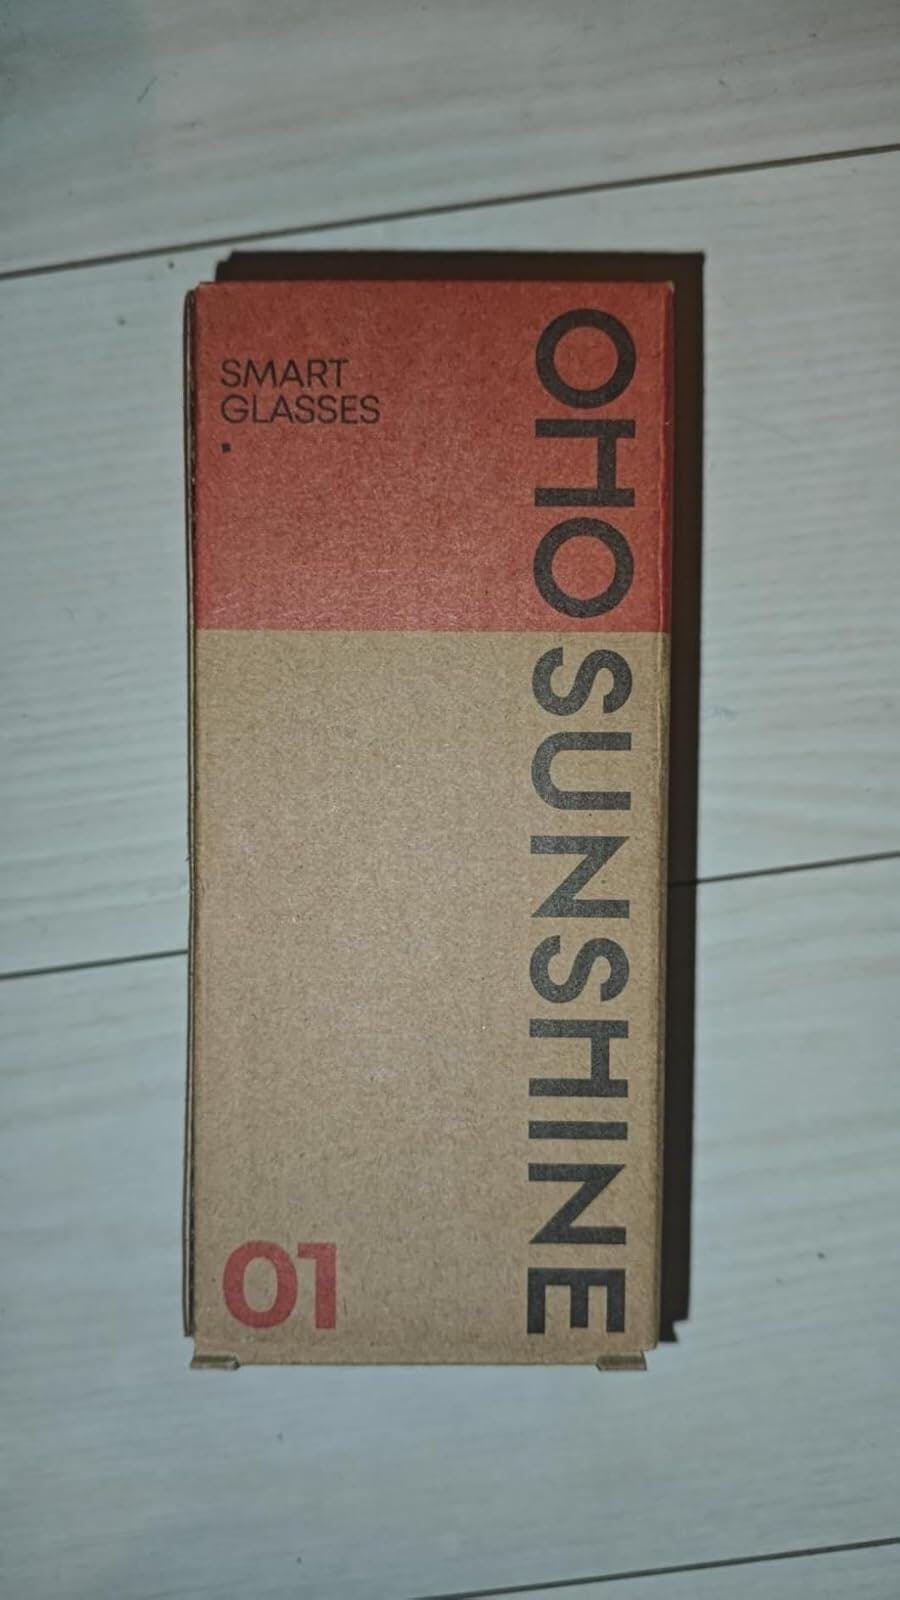 SMART
GLASSES
OHO SUNSHINE
01